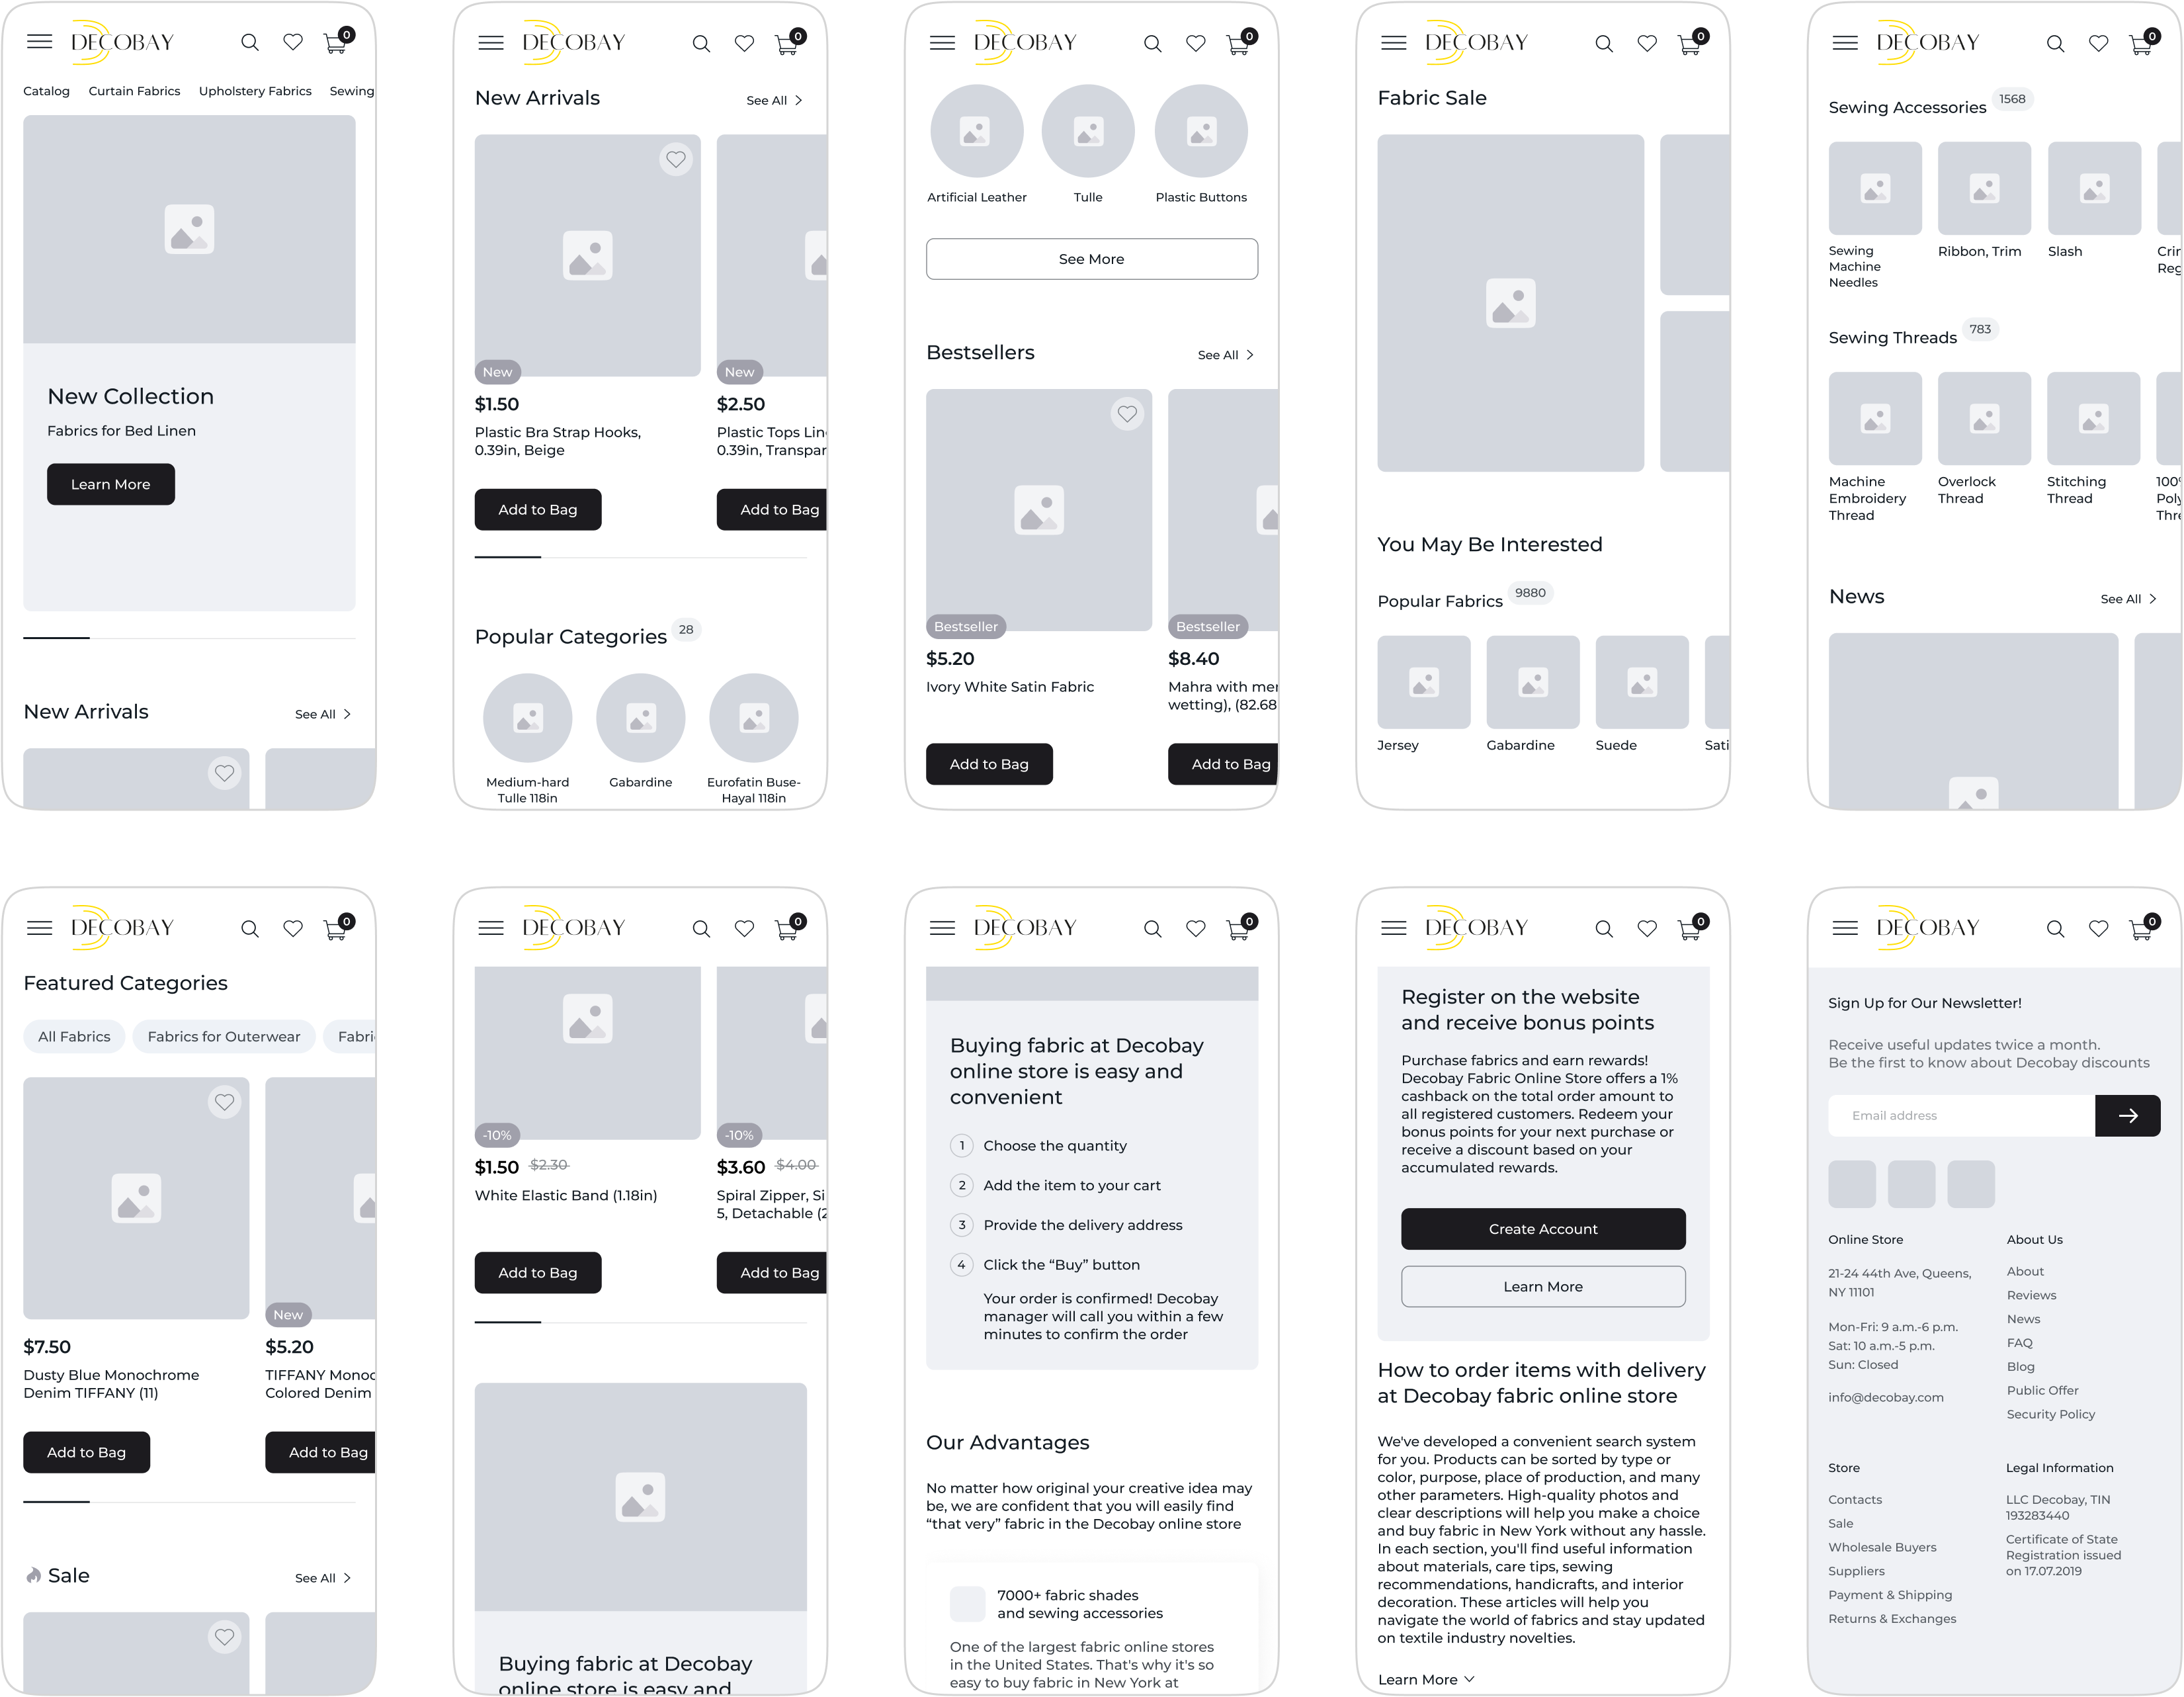 DECOBAY
0
Catalog
Curtain Fabrics
Upholstery Fabrics
Sewing
New Collection
Fabrics for Bed Linen
Learn More
New Arrivals
See All
DECOBAY
0
New Arrivals
See All
New
New
$1.50
$2.50
Plastic Bra Strap Hooks,
0.39in, Beige
Plastic Tops Lin
0.39in, Transpar
Add to Bag
Add to Bag
Popular Categories
28
Medium-hard
Tulle 118in
Gabardine
Eurofatin Buse-
Hayal 118in
DECOBAY
0
Artificial Leather
Tulle
Plastic Buttons
See More
Bestsellers
See All
Bestseller
Bestseller
$5.20
$8.40
Ivory White Satin Fabric
Mahra with mer
wetting), (82.68
Add to Bag
Add to Bag
DECOBAY
0
Fabric Sale
You May Be Interested
Popular Fabrics
9880
Jersey
Gabardine
Suede
Sati
DECOBAY
0
Sewing Accessories
1568
Sewing
Machine
Needles
Ribbon, Trim
Slash
Reg
Sewing Threads
783
Machine
Embroidery
Thread
Overlock
Thread
Stitching
Thread
100
Poly
Thre
News
See All
DECOBAY
0
Featured Categories
All Fabrics
Fabrics for Outerwear
Fabri
New
$7.50
$5.20
Dusty Blue Monochrome
Denim TIFFANY (11)
TIFFANY Monoc
Colored Denim
Add to Bag
Add to Bag
Sale
See All
DECOBAY
0
-10%
-10%
$1.50 $2.30
$3.60 $4.00
White Elastic Band (1.18in)
Spiral Zipper, Si
5, Detachable (2
Add to Bag
Add to Bag
Buying fabric at Decobay
online store is easy and
DECOBAY
0
Buying fabric at Decobay
online store is easy and
convenient
1 Choose the quantity
2 Add the item to your cart
3 Provide the delivery address
4 Click the “Buy” button
Your order is confirmed! Decobay
manager will call you within a few
minutes to confirm the order
Our Advantages
No matter how original your creative idea may
be, we are confident that you will easily find
“that very” fabric in the Decobay online store
7000+ fabric shades
and sewing accessories
One of the largest fabric online stores
in the United States. That's why it's so
easy to buy fabric in New York at
DECOBAY
0
Register on the website
and receive bonus points
Purchase fabrics and earn rewards!
Decobay Fabric Online Store offers a 1%
cashback on the total order amount to
all registered customers. Redeem your
bonus points for your next purchase or
receive a discount based on your
accumulated rewards.
Create Account
Learn More
How to order items with delivery
at Decobay fabric online store
We've developed a convenient search system
for you. Products can be sorted by type or
color, purpose, place of production, and many
other parameters. High-quality photos and
clear descriptions will help you make a choice
and buy fabric in New York without any hassle.
In each section, you'll find useful information
about materials, care tips, sewing
recommendations, handicrafts, and interior
decoration. These articles will help you
navigate the world of fabrics and stay updated
on textile industry novelties.
Learn More
DECOBAY
0
Sign Up for Our Newsletter!
Receive useful updates twice a month.
Be the first to know about Decobay discounts
Email address
Online Store
21-24 44th Ave, Queens,
NY 11101
Mon-Fri: 9 a.m.-6 p.m.
Sat: 10 a.m.-5 p.m.
Sun: Closed
info@decobay.com
About Us
About
Reviews
News
FAQ
Blog
Public Offer
Security Policy
Store
Contacts
Sale
Wholesale Buyers
Suppliers
Payment & Shipping
Returns & Exchanges
Legal Information
LLC Decobay, TIN
193283440
Certificate of State
Registration issued
on 17.07.2019